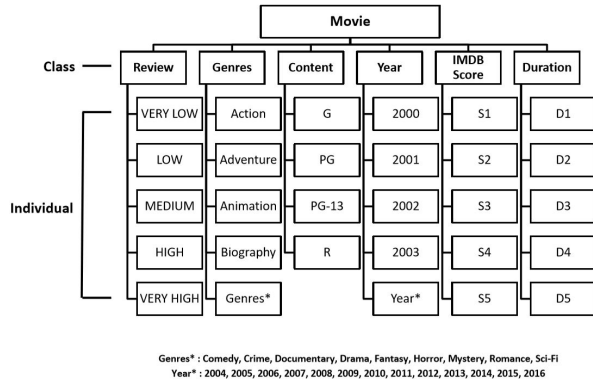 Movie
Class
Review Genres Content Year IMDB Score Duration
VERY LOW Action G 2000 S1 D1
LOW Adventure PG 2001 S2 D2
Individual
MEDIUM Animation PG-13 2002 S3 D3
HIGH Biography R 2003 S4 D4
VERY HIGH Genres* Year* S5 D5
Genres* : Comedy, Crime, Documentary, Drama, Fantasy, Horror, Mystery, Romance, Sci-Fi
Year* : 2004, 2005, 2006, 2007, 2008, 2009, 2010, 2011, 2012, 2013, 2014, 2015, 2016